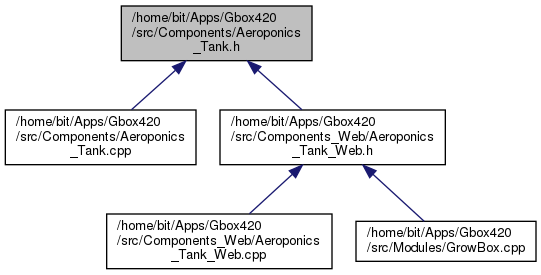 /home/bit/Apps/Gbox420
/src/Components/Aeroponics
_Tank.h
/home/bit/Apps/Gbox420
/src/Components/Aeroponics
_Tank.cpp
/home/bit/Apps/Gbox420
/src/Components_Web/Aeroponics
_Tank_Web.h
/home/bit/Apps/Gbox420
/src/Components_Web/Aeroponics
_Tank_Web.cpp
/home/bit/Apps/Gbox420
/src/Modules/GrowBox.cpp